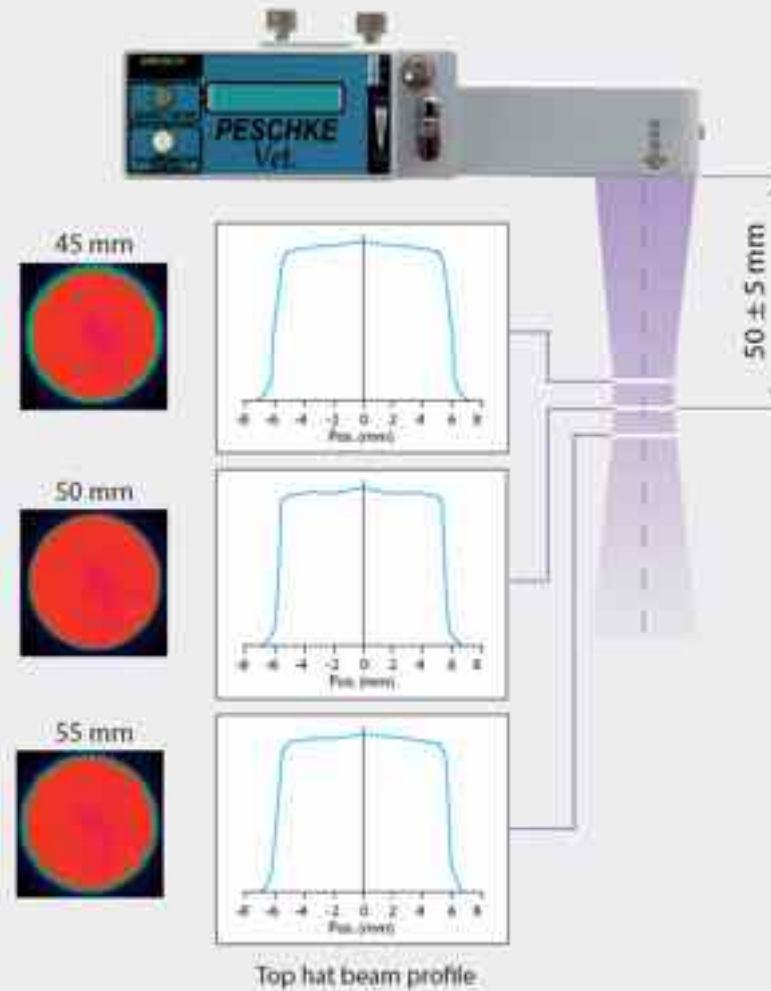 PESCHKE
Vet.
50 ± 5 mm
45 mm
-8 -6 -4 -2 0 2 4 6 8
Pos. (mm)
50 mm
-8 -6 -4 -2 0 2 4 6 8
Pos. (mm)
55 mm
-8 -6 -4 -2 0 2 4 6 8
Pos. (mm)
Top hat beam profile